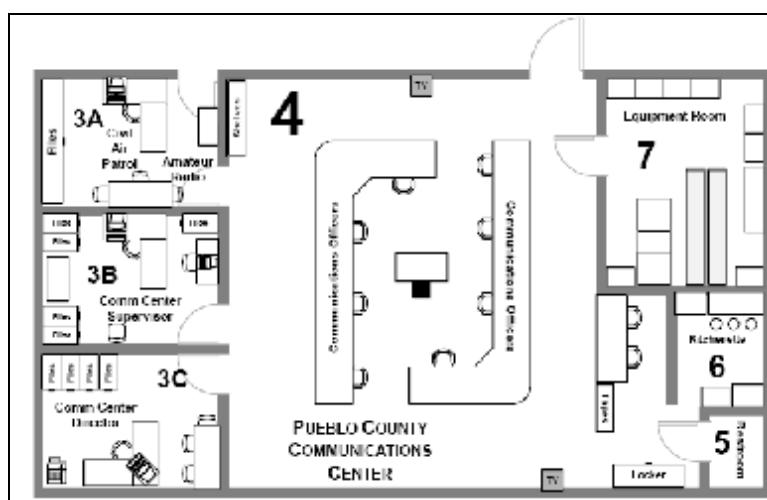 TV
4
3A
Files
Civil
Air
Patrol
Amateur
Radio
Equipment Room
7
Communications Officers
Communications Officers
Files
Files
Files
3B
Comm Center
Supervisor
Files
Files
Kitchenette
6
Files
Files
Files
Files
3C
Comm Center
Director
PUEBLO COUNTY
COMMUNICATIONS
CENTER
5
Restroom
TV
Locker